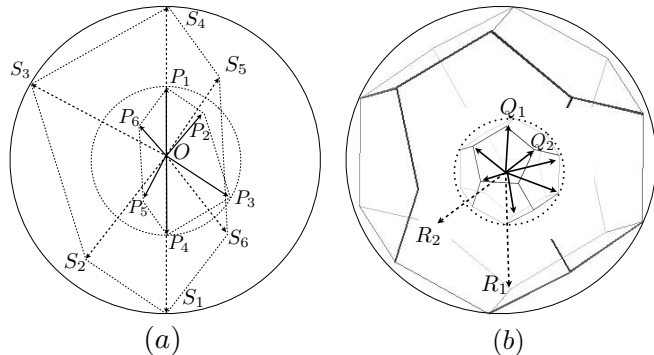 S₄
S₃
S₅
P₁
P₆
P₂
O
P₅
P₃
S₂
P₄
S₆
S₁
(a)
Q₁
Q₂
R₂
R₁
(b)